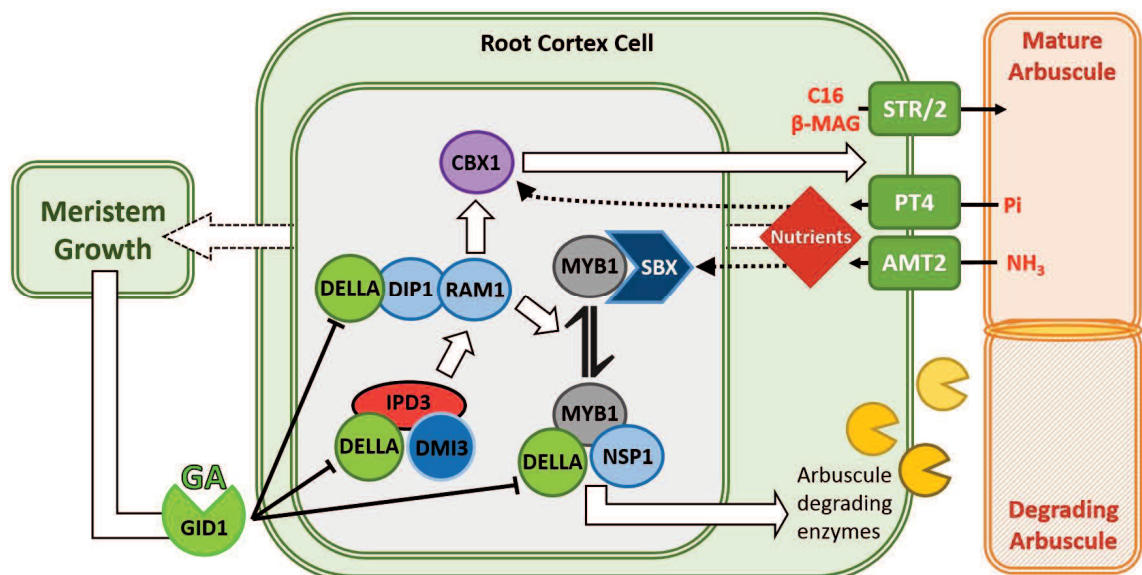 Root Cortex Cell
Mature
Arbuscule
C16
β-MAG
STR/2
CBX1
PT4
Pi
Meristem
Growth
Nutrients
MYB1
SBX
AMT2
NH₃
DELLA
DIP1
RAM1
IPD3
DELLA
DMI3
MYB1
DELLA
NSP1
GA
GID1
Arbuscule
degrading
enzymes
Degrading
Arbuscule